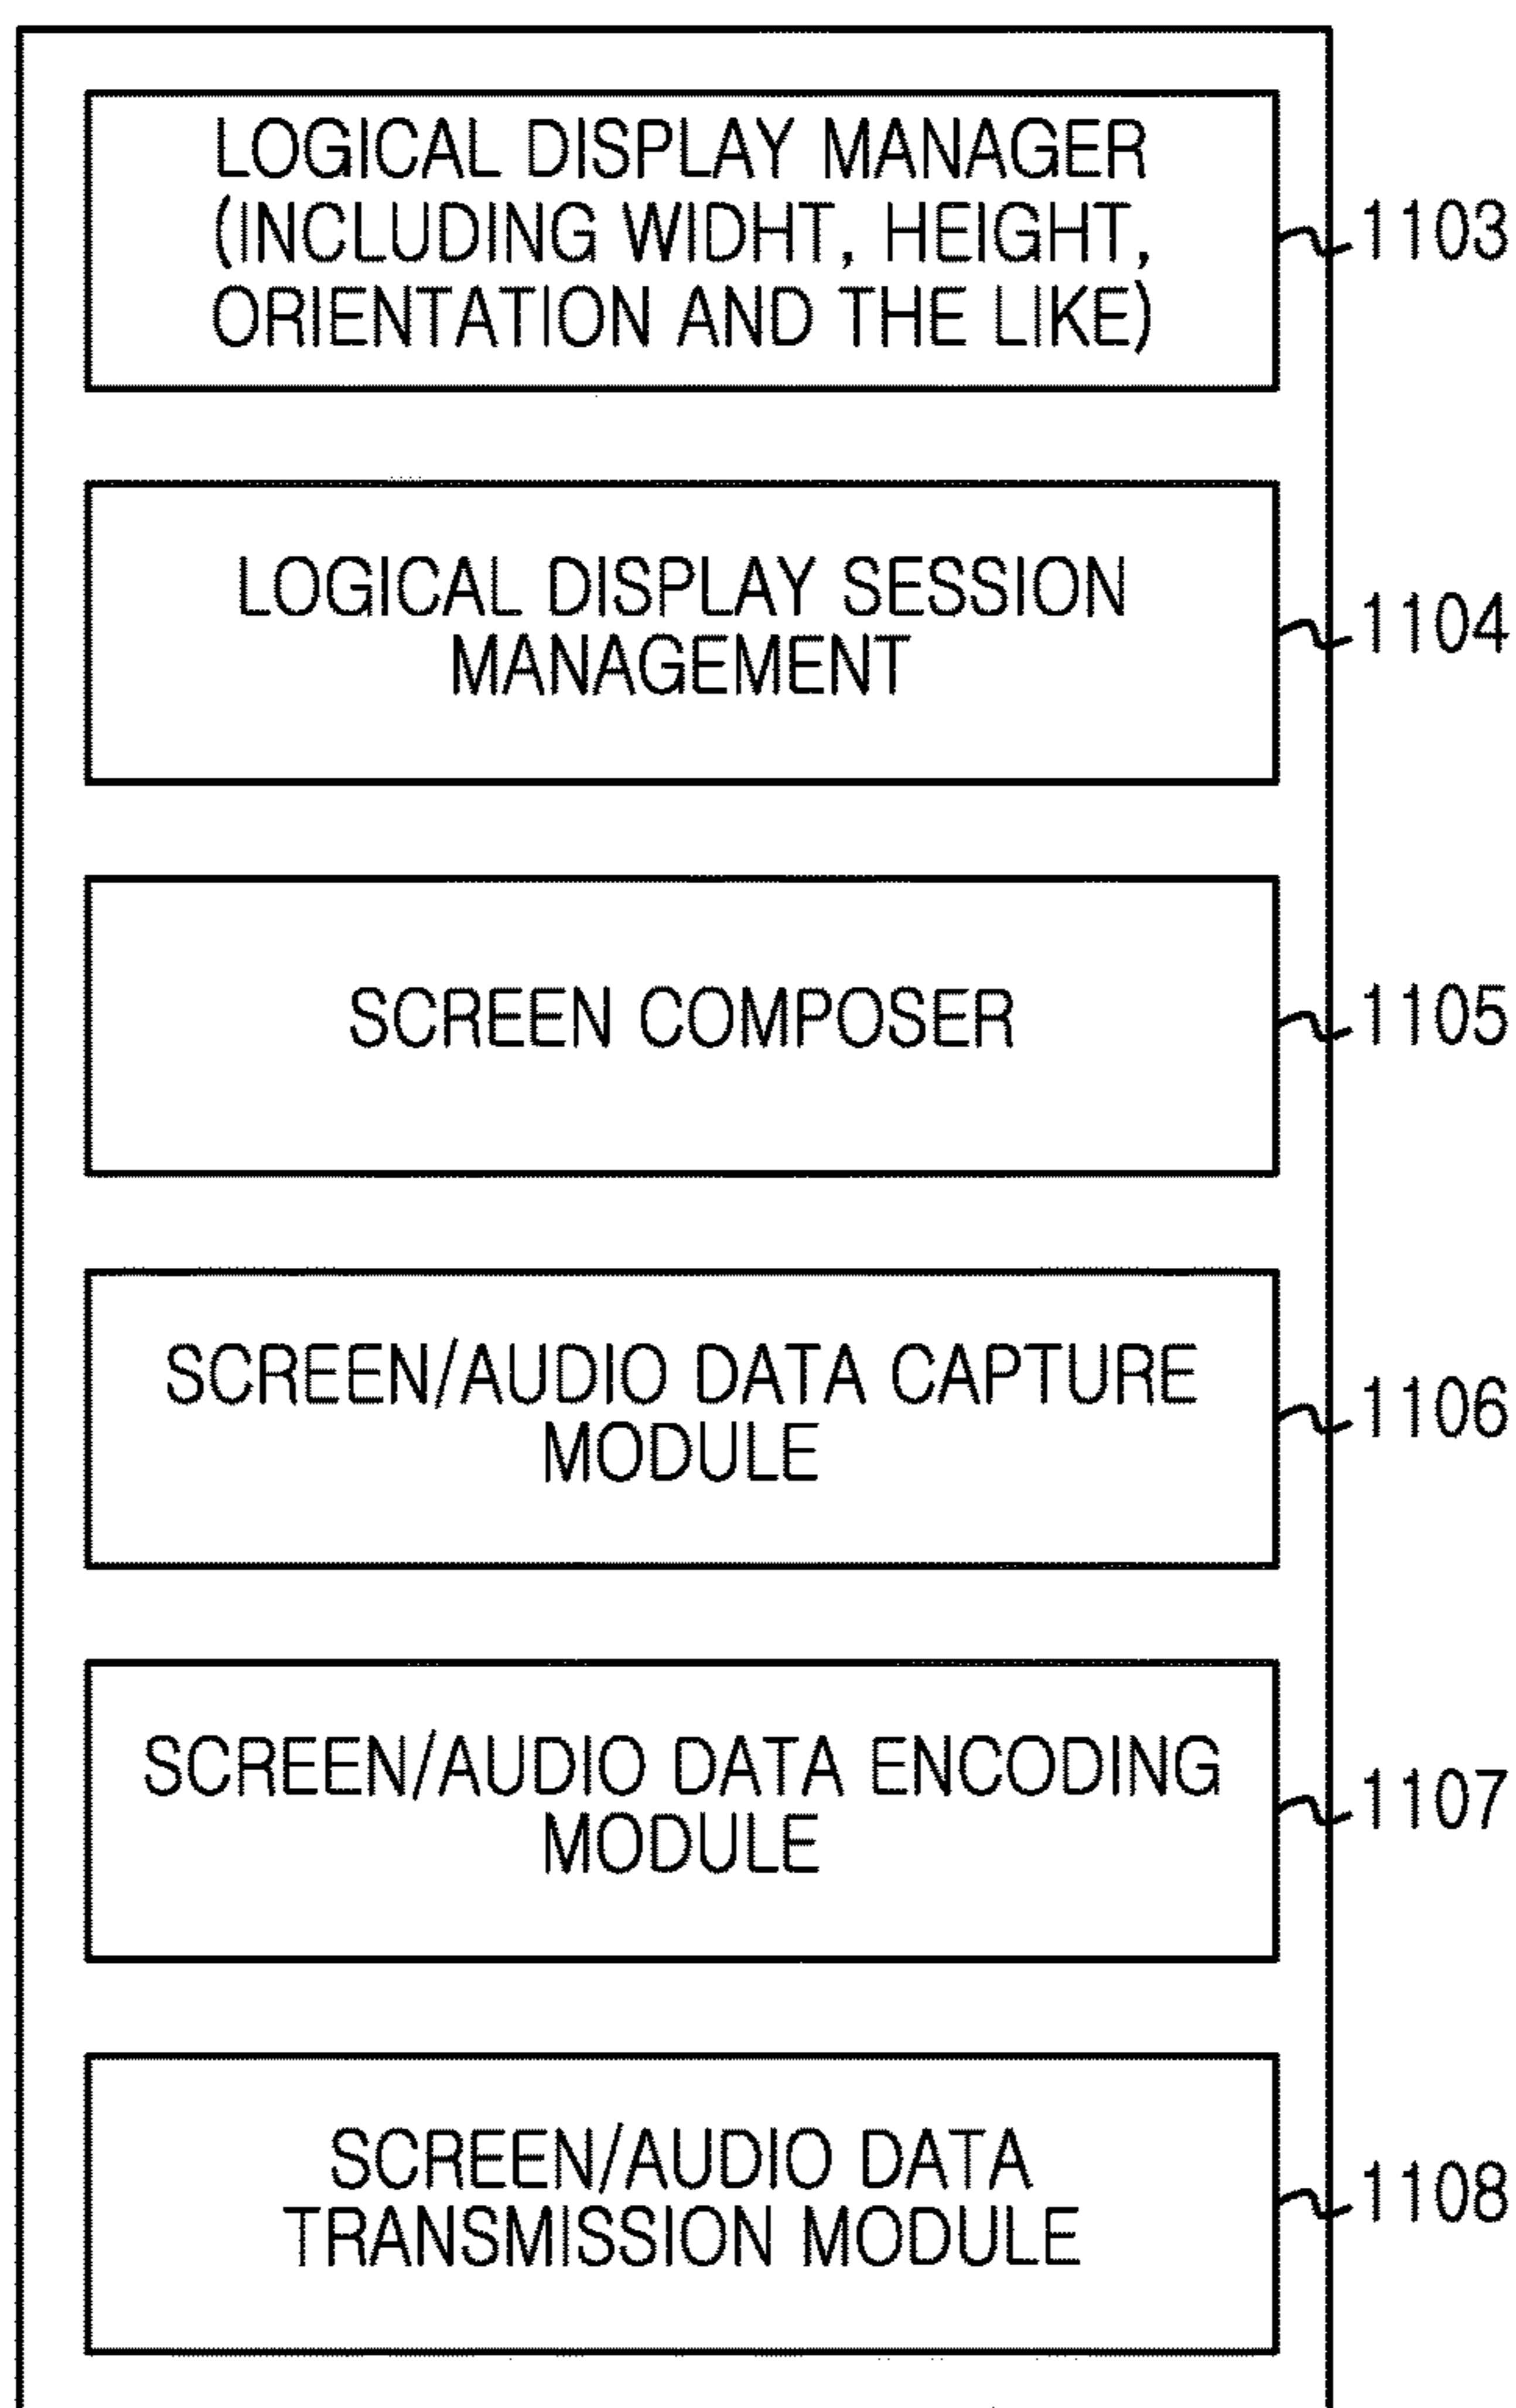 LOGICAL DISPLAY MANAGER
(INCLUDING WIDHT, HEIGHT,
ORIENTATION AND THE LIKE)
1103
LOGICAL DISPLAY SESSION
MANAGEMENT
1104
SCREEN COMPOSER
1105
SCREEN/AUDIO DATA CAPTURE
MODULE
1106
SCREEN/AUDIO DATA ENCODING
MODULE
1107
SCREEN/AUDIO DATA
TRANSMISSION MODULE
1108